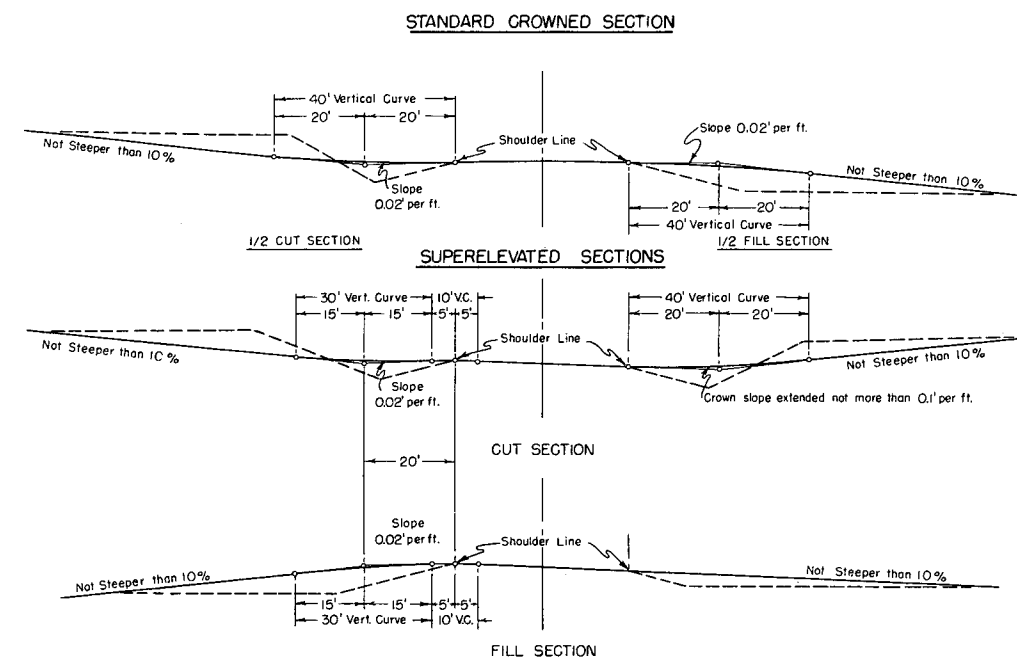 STANDARD CROWNED SECTION
40' Vertical Curve
20' 20'
Shoulder Line
Slope 0.02' per ft.
Not Steeper than 10%
Slope
0.02' per ft.
Not Steeper than 10%
20' 20'
40' Vertical Curve
1/2 CUT SECTION
1/2 FILL SECTION
SUPERELEVATED SECTIONS
30' Vert. Curve 10' V.C.
15' 15' 5' 5'
40' Vertical Curve
20' 20'
Shoulder Line
Not Steeper than 10%
Not Steeper than 10%
Slope
0.02' per ft.
Crown slope extended not more than 0.1' per ft.
CUT SECTION
20'
Slope
0.02' per ft.
Shoulder Line
Not Steeper than 10%
Not Steeper than 10%
15' 15' 5' 5'
30' Vert. Curve 10' V.C.
FILL SECTION